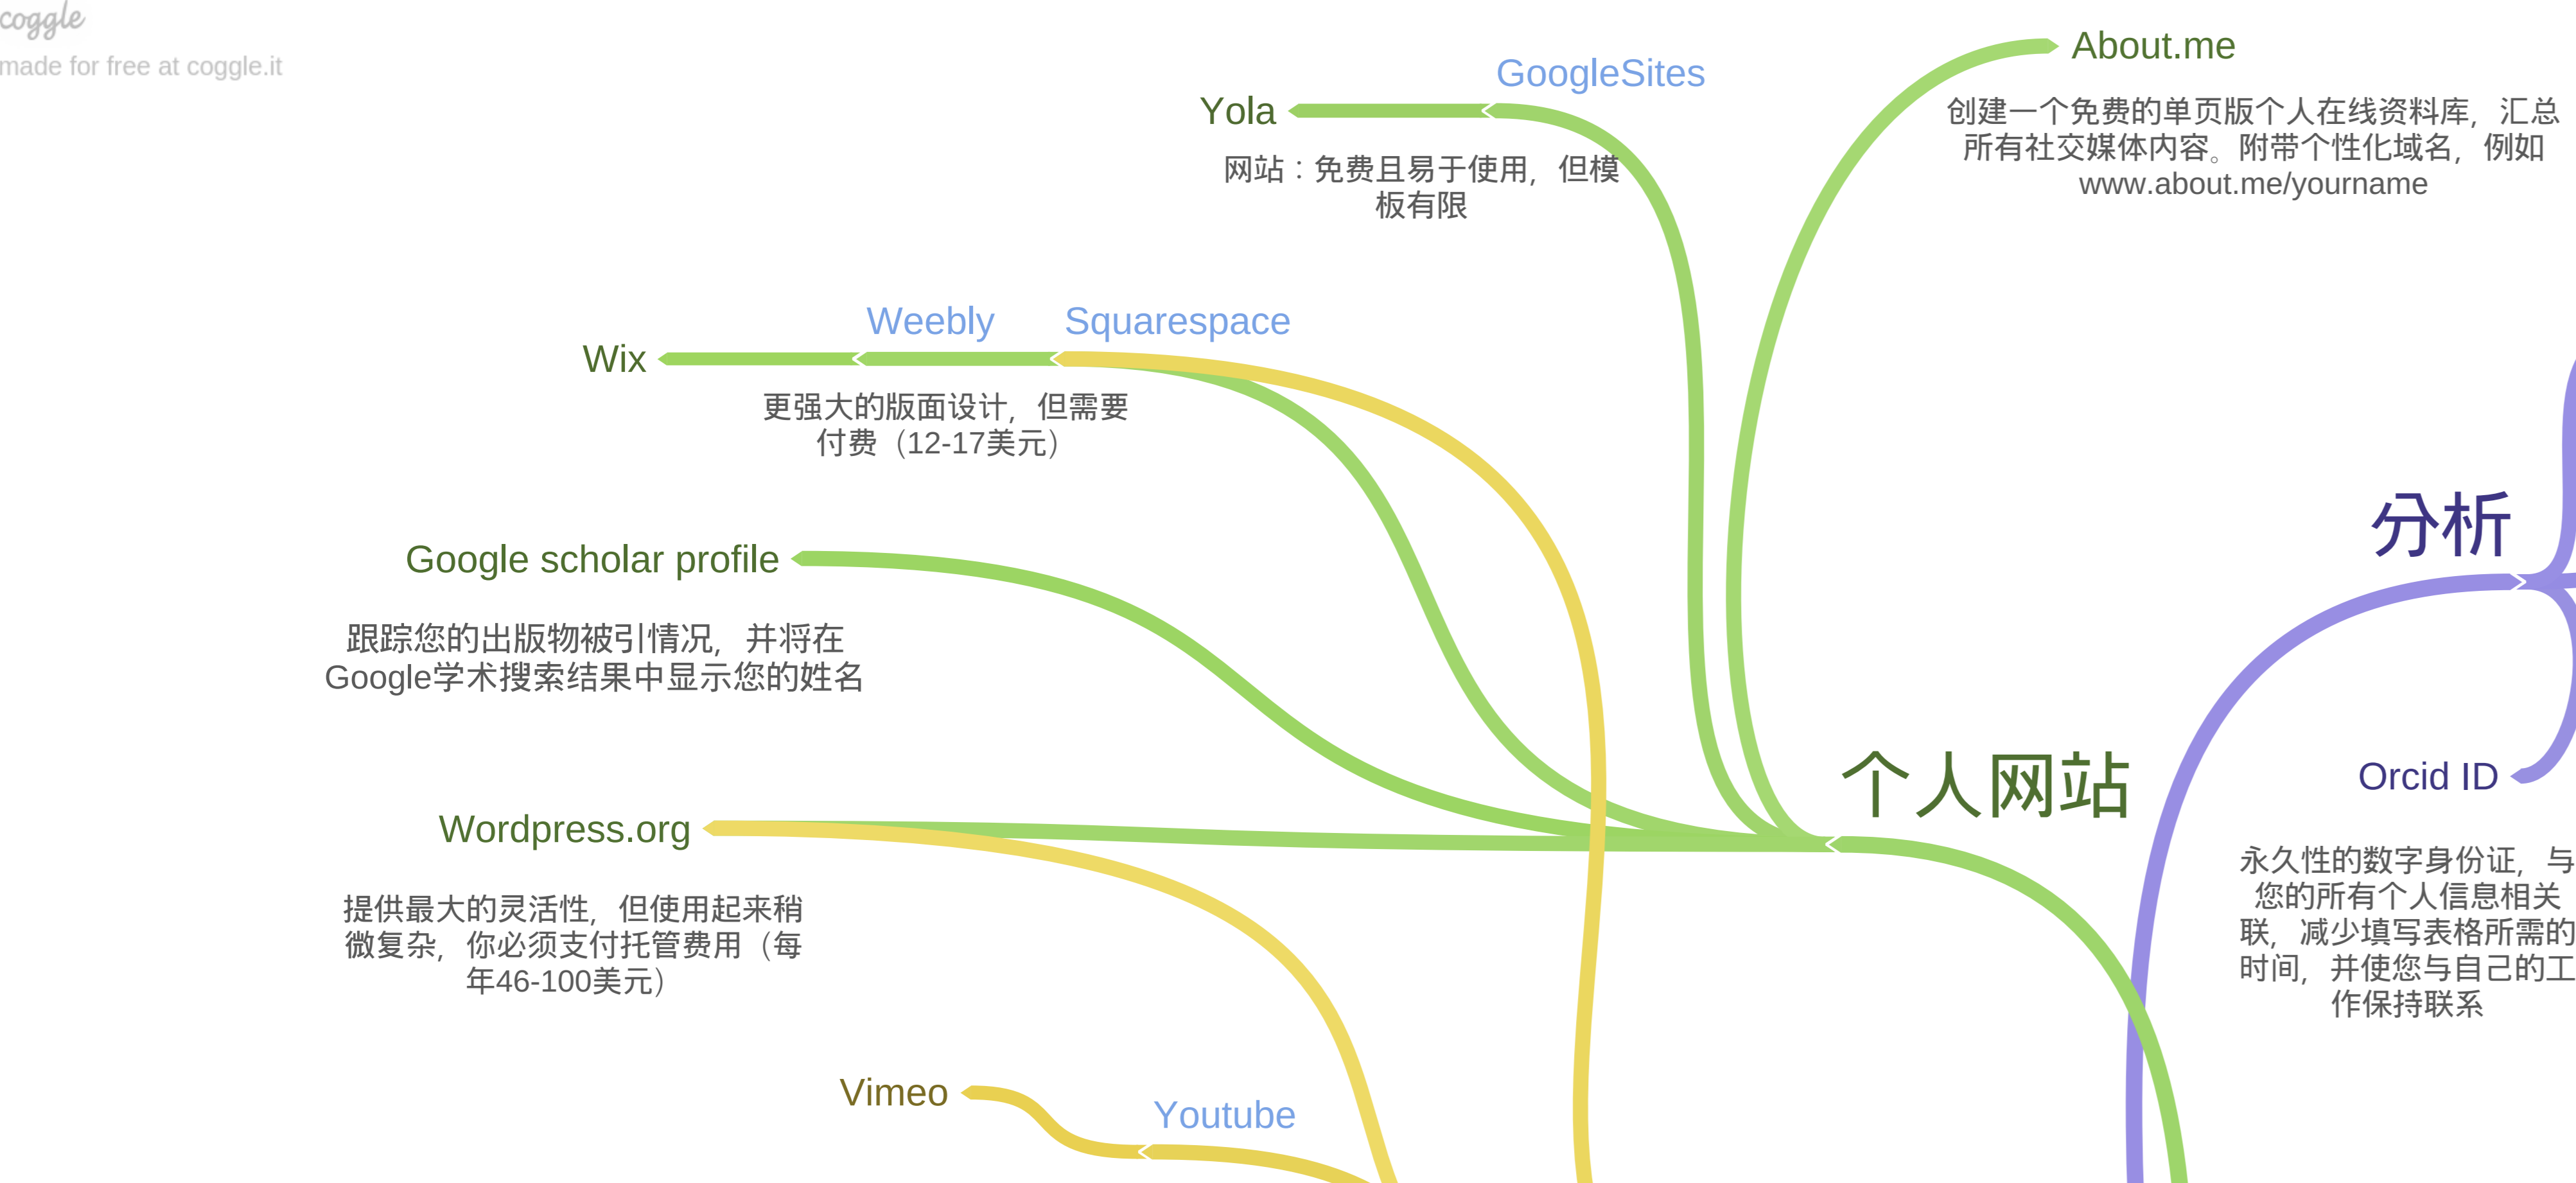 coggle
made for free at coggle.it
About.me
创建一个免费的单页版个人在线资料库，汇总
所有社交媒体内容。附带个性化域名，例如
www.about.me/yourname
GoogleSites
Yola
网站：免费且易于使用，但模
板有限
Weebly
Squarespace
Wix
更强大的版面设计，但需要
付费（12-17美元）
分析
Google scholar profile
跟踪您的出版物被引情况，并将在
Google学术搜索结果中显示您的姓名
个人网站
Orcid ID
永久性的数字身份证，与
您的所有个人信息相关
联，减少填写表格所需的
时间，并使您与自己的工
作保持联系
Wordpress.org
提供最大的灵活性，但使用起来稍
微复杂，你必须支付托管费用（每
年46-100美元）
Vimeo
Youtube